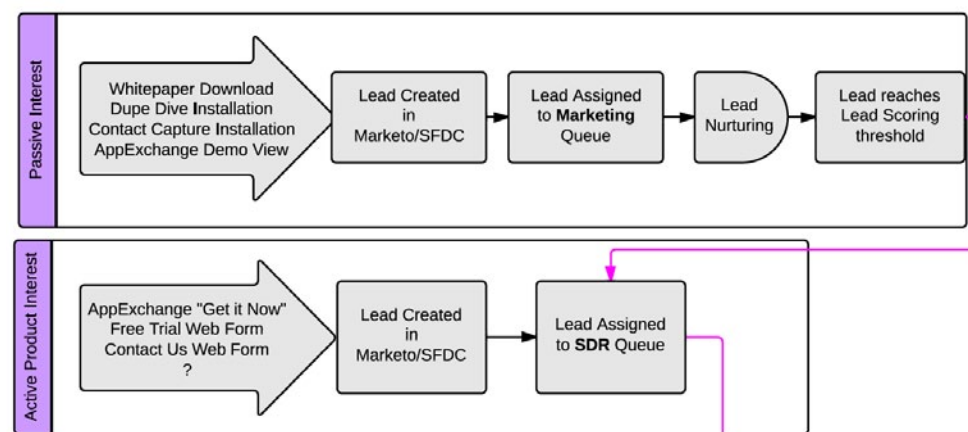 Passive Interest
Whitepaper Download
Dupe Dive Installation
Contact Capture Installation
AppExchange Demo View
Lead Created
in
Marketo/SFDC
Lead Assigned
to Marketing
Queue
Lead
Nurturing
Lead reaches
Lead Scoring
threshold
Active Product Interest
AppExchange "Get it Now"
Free Trial Web Form
Contact Us Web Form
?
Lead Created
in
Marketo/SFDC
Lead Assigned
to SDR Queue